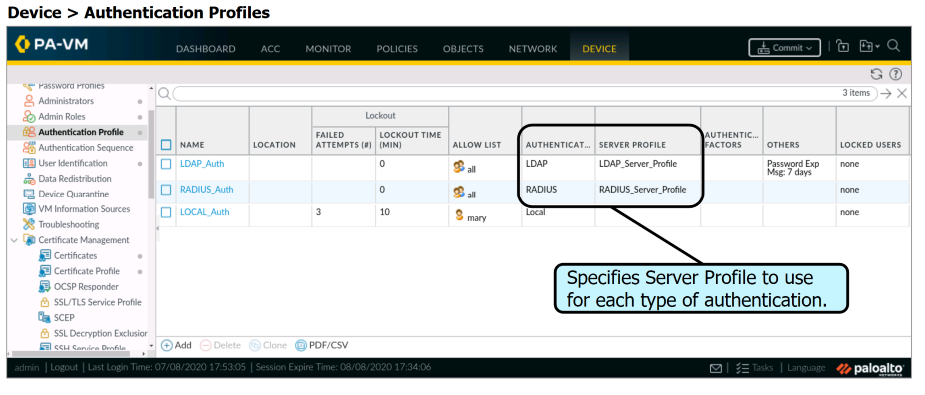 Device > Authentication Profiles
PA-VM
DASHBOARD ACC MONITOR POLICIES OBJECTS NETWORK DEVICE
Commit
3 items
Password Profiles
Administrators
Admin Roles
Authentication Profile
Authentication Sequence
User Identification
Data Redistribution
Device Quarantine
VM Information Sources
Troubleshooting
Certificate Management
Certificates
Certificate Profile
OCSP Responder
SSL/TLS Service Profile
SCEP
SSL Decryption Exclusion
SSH Service Profile
Lockout
NAME LOCATION FAILED ATTEMPTS (#) LOCKOUT TIME (MIN) ALLOW LIST AUTHENTICAT... SERVER PROFILE AUTHENTIC... FACTORS OTHERS LOCKED USERS
LDAP_Auth 0 all LDAP LDAP_Server_Profile Password Exp Msg: 7 days none
RADIUS_Auth 0 all RADIUS RADIUS_Server_Profile none
LOCAL_Auth 3 10 mary Local none
Specifies Server Profile to use
for each type of authentication.
Add Delete Clone PDF/CSV
admin | Logout | Last Login Time: 07/08/2020 17:53:05 | Session Expire Time: 08/08/2020 17:34:06
Tasks | Language paloalto
NETWORKS